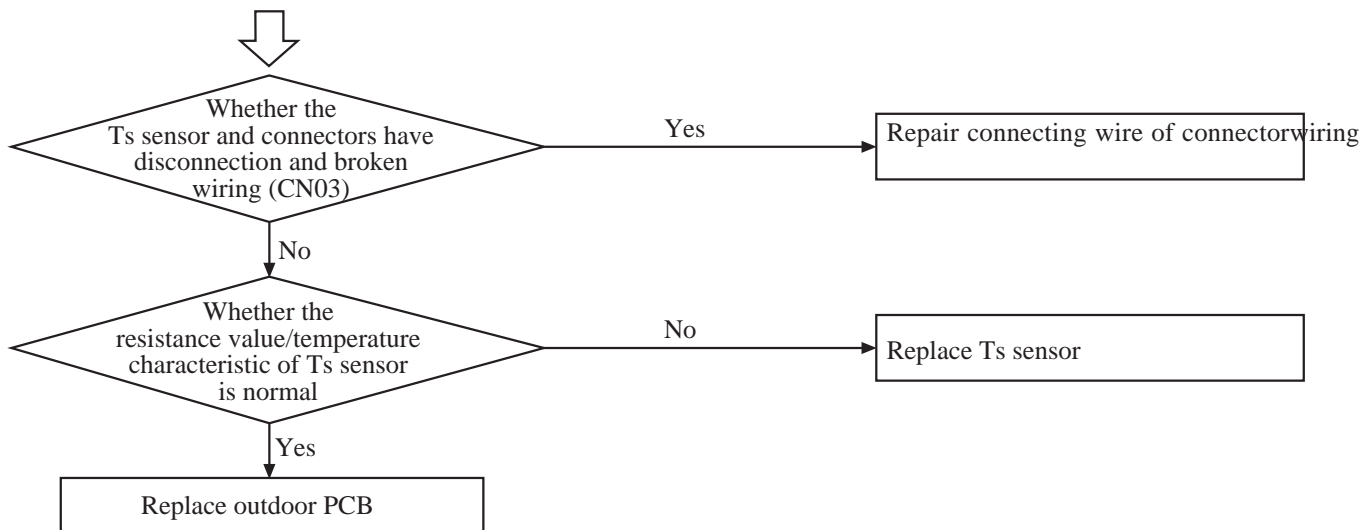 Whether the
Ts sensor and connectors have
disconnection and broken
wiring (CN03)
Yes
Repair connecting wire of connectorwiring
No
Whether the
resistance value/temperature
characteristic of Ts sensor
is normal
No
Replace Ts sensor
Yes
Replace outdoor PCB